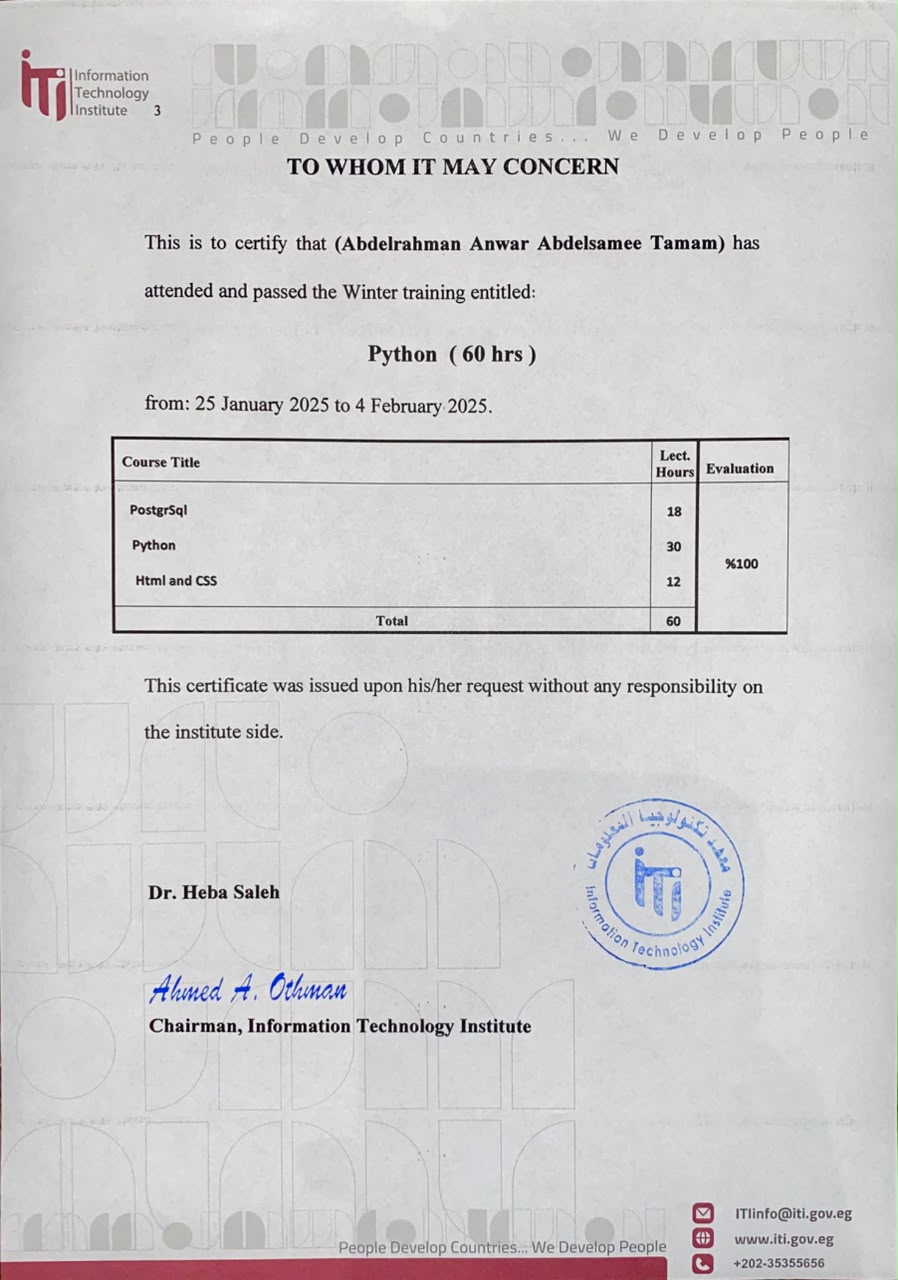 iTi
Information
Technology
Institute
3
People Develop Countries... We Develop People
TO WHOM IT MAY CONCERN
This is to certify that (Abdelrahman Anwar Abdelsamee Tamam) has
attended and passed the Winter training entitled:
Python ( 60 hrs )
from: 25 January 2025 to 4 February 2025.
Course Title Lect. Hours Evaluation
PostgrSql 18
Python 30
%100
Html and CSS 12
Total 60
This certificate was issued upon his/her request without any responsibility on
the institute side.
معهد تكنولوجيا المعلومات
iTi
Information Technology Institute
Dr. Heba Saleh
Ahmed A. Othman
Chairman, Information Technology Institute
People Develop Countries... We Develop People
ITIinfo@iti.gov.eg
www.iti.gov.eg
+202-35355656